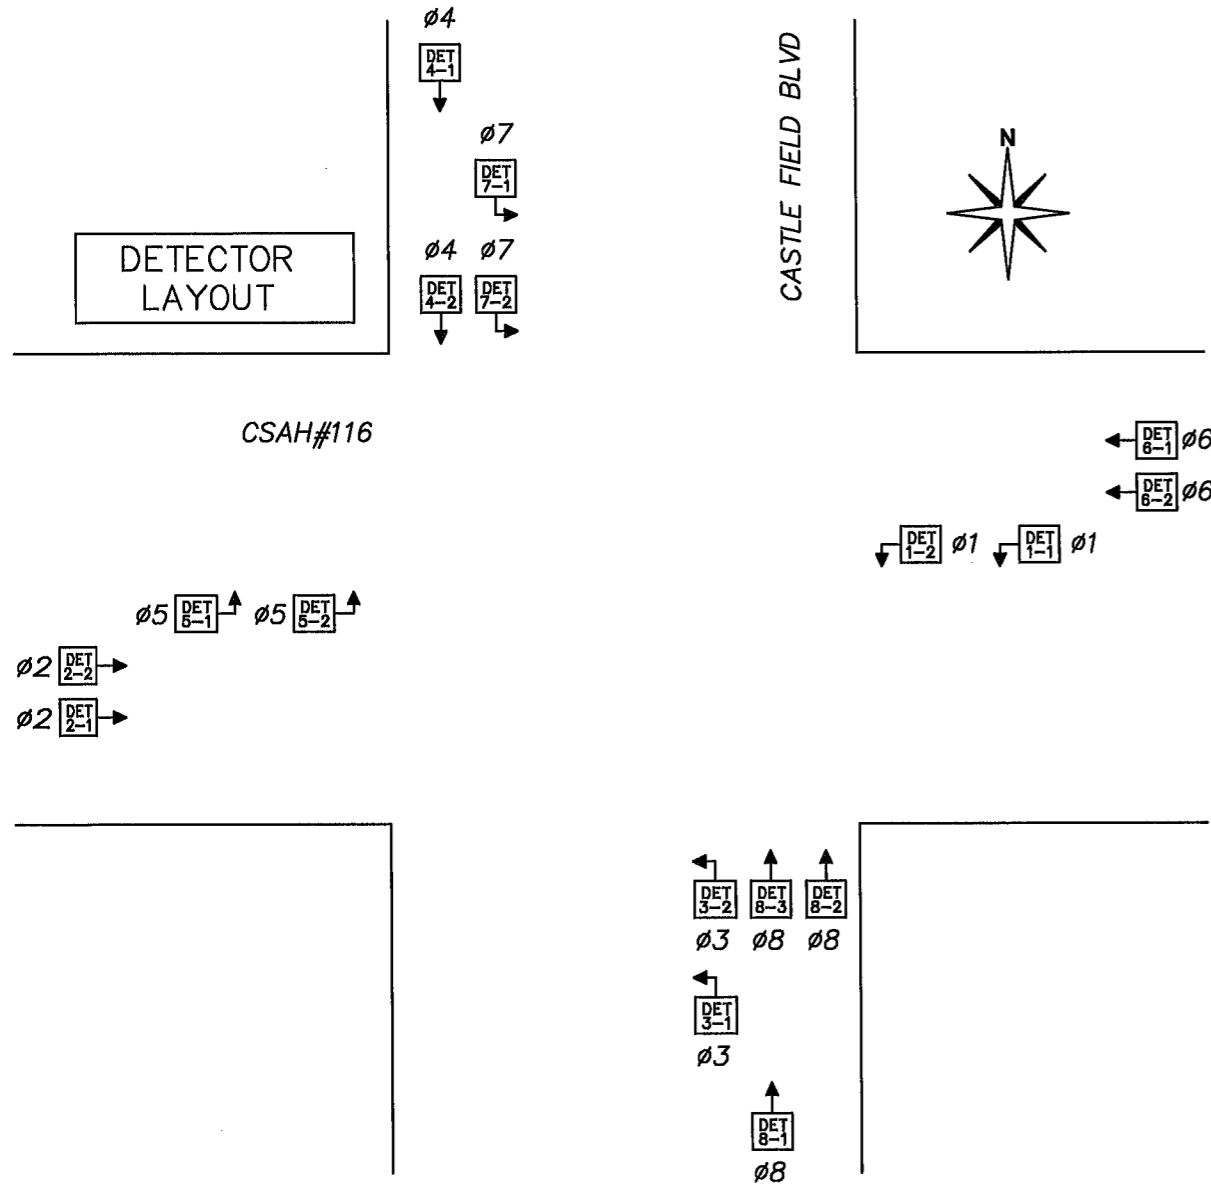 ø4
DET
4-1
ø7
DET
7-1
ø4 ø7
DET
4-2
DET
7-2
DETECTOR
LAYOUT
CASTLE FIELD BLVD
N
CSAH#116
DET
6-1
ø6
DET
6-2
ø6
DET
1-2
ø1
DET
1-1
ø1
ø5
DET
5-1
ø5
DET
5-2
ø2
DET
2-2
ø2
DET
2-1
DET
3-2
DET
8-3
DET
8-2
ø3 ø8 ø8
DET
3-1
ø3
DET
8-1
ø8